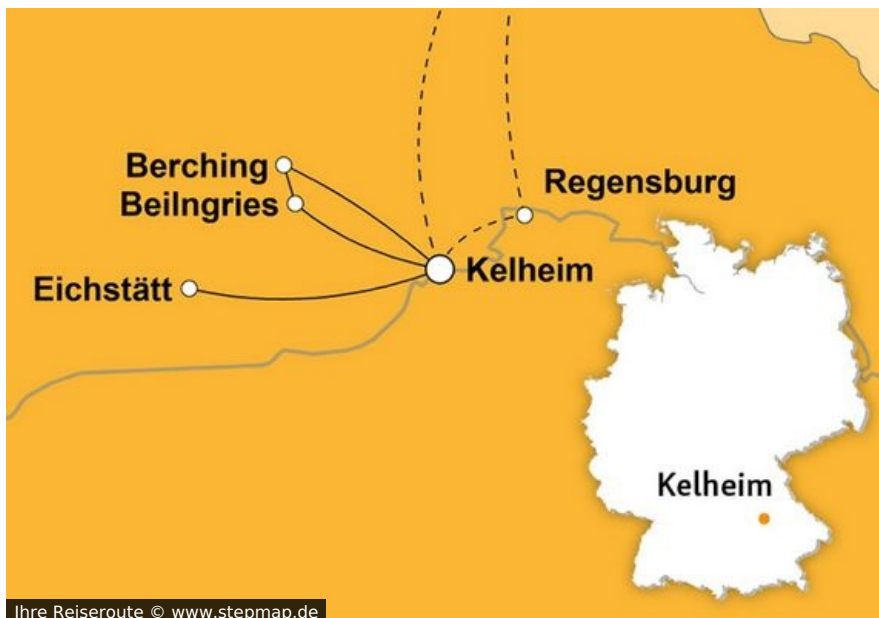 Berching
Regensburg
Beilngries
Kelheim
Eichstätt
Kelheim
Ihre Reiseroute © www.stepmap.de